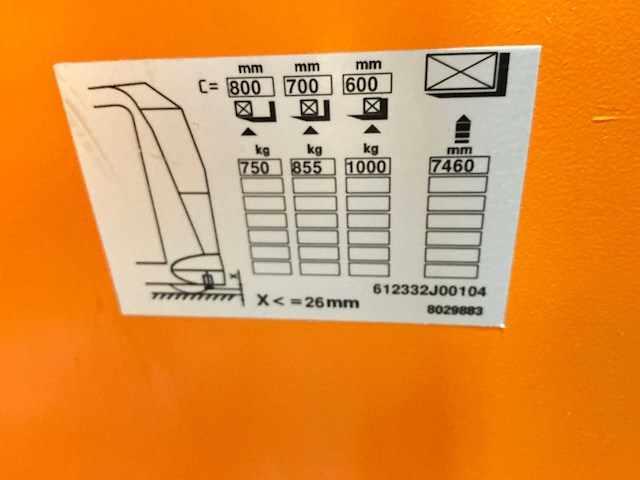 mm mm mm
C= 800 700 600
kg kg kg mm
750 855 1000 7460
x
612332J00104
X < = 26mm
8029883